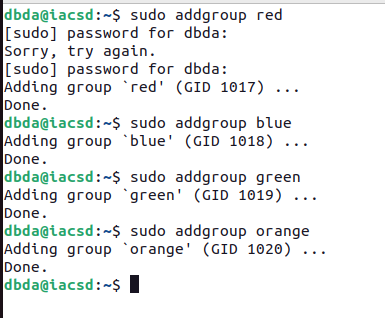 dbda@iacsd:~$ sudo addgroup red
[sudo] password for dbda:
Sorry, try again.
[sudo] password for dbda:
Adding group `red' (GID 1017) ...
Done.
dbda@iacsd:~$ sudo addgroup blue
Adding group `blue' (GID 1018) ...
Done.
dbda@iacsd:~$ sudo addgroup green
Adding group `green' (GID 1019) ...
Done.
dbda@iacsd:~$ sudo addgroup orange
Adding group `orange' (GID 1020) ...
Done.
dbda@iacsd:~$